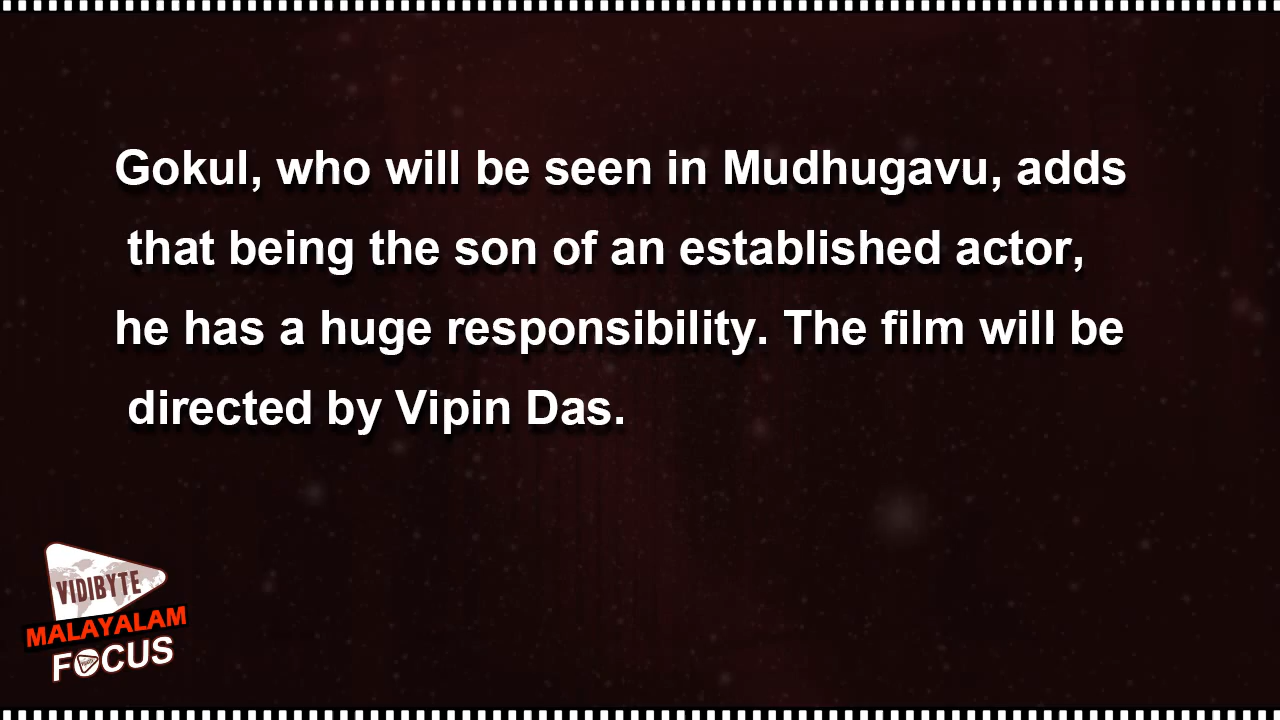 Gokul, who will be seen in Mudhugavu, adds
that being the son of an established actor,
he has a huge responsibility. The film will be
directed by Vipin Das.
VIDIBYTE
MALAYALAM
FOCUS